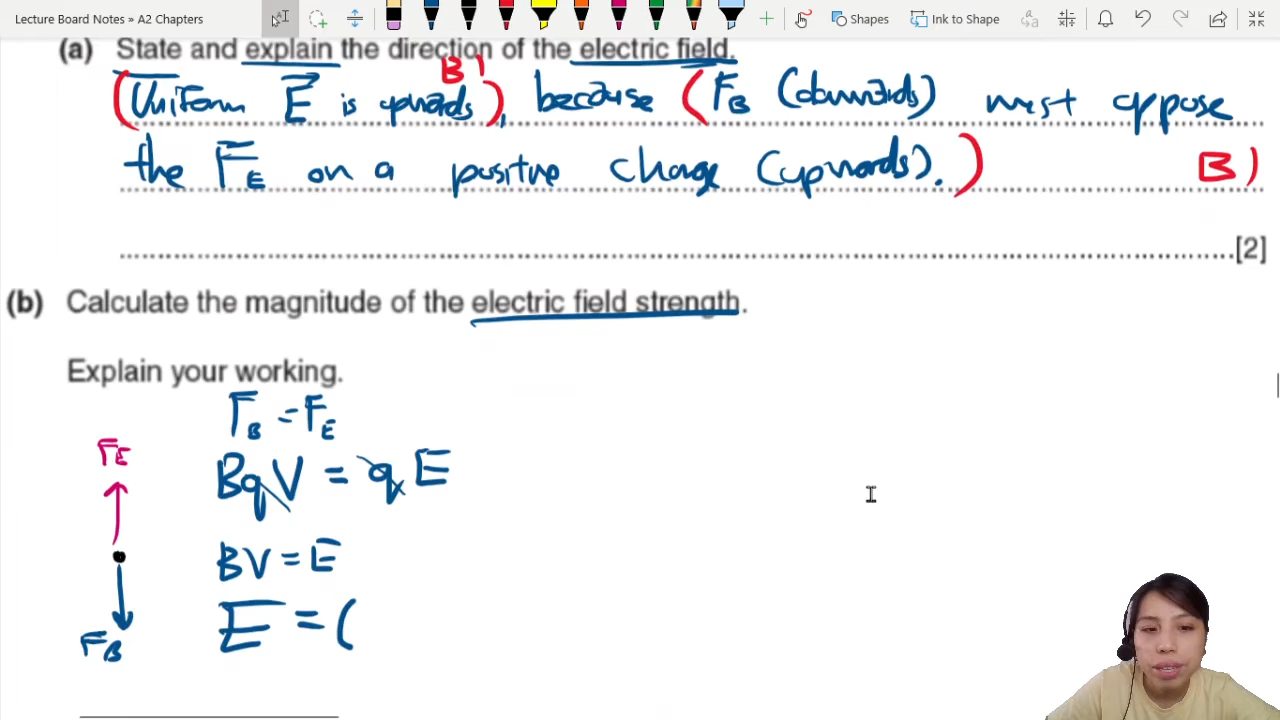 Lecture Board Notes » A2 Chapters
Shapes
Ink to Shape
(a) State and explain the direction of the electric field.
B1
(Uniform E is upwards), because (FB (downwards) must oppose
the FE on a positive charge (upwards).)
B1
[2]
(b) Calculate the magnitude of the electric field strength.
Explain your working.
FB = FE
FE
BqV = qE
BV = E
E = (
FB